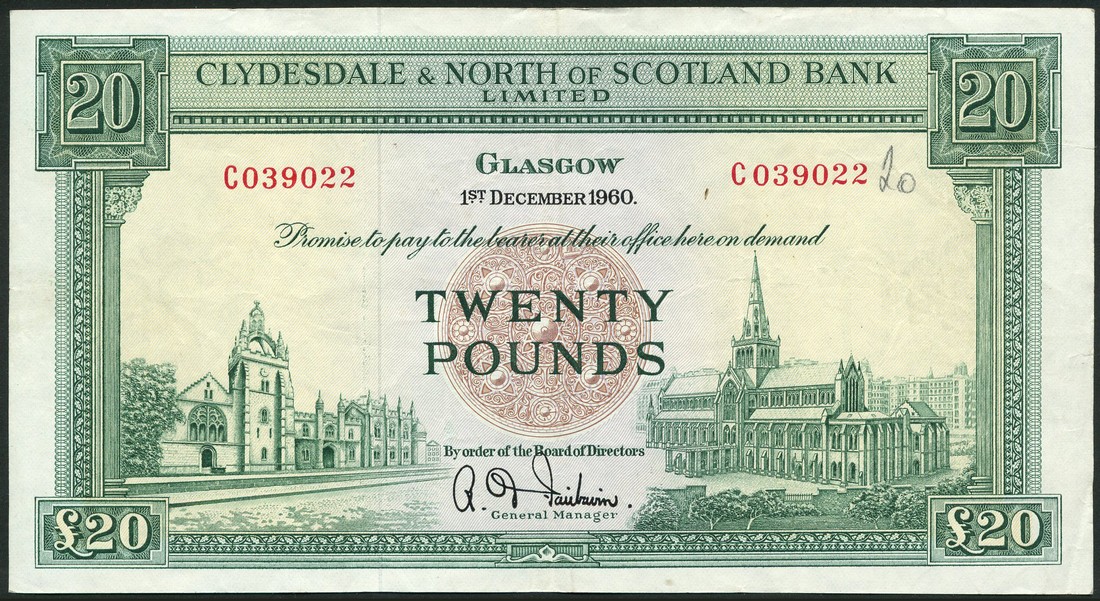 20
20
CLYDESDALE & NORTH OF SCOTLAND BANK
LIMITED
GLASGOW
C039022
C039022 20
1ST DECEMBER 1960.
Promise to pay to the bearer at their office here on demand
TWENTY
POUNDS
By order of the Board of Directors
R. D. Fairbairn.
General Manager
£20
£20